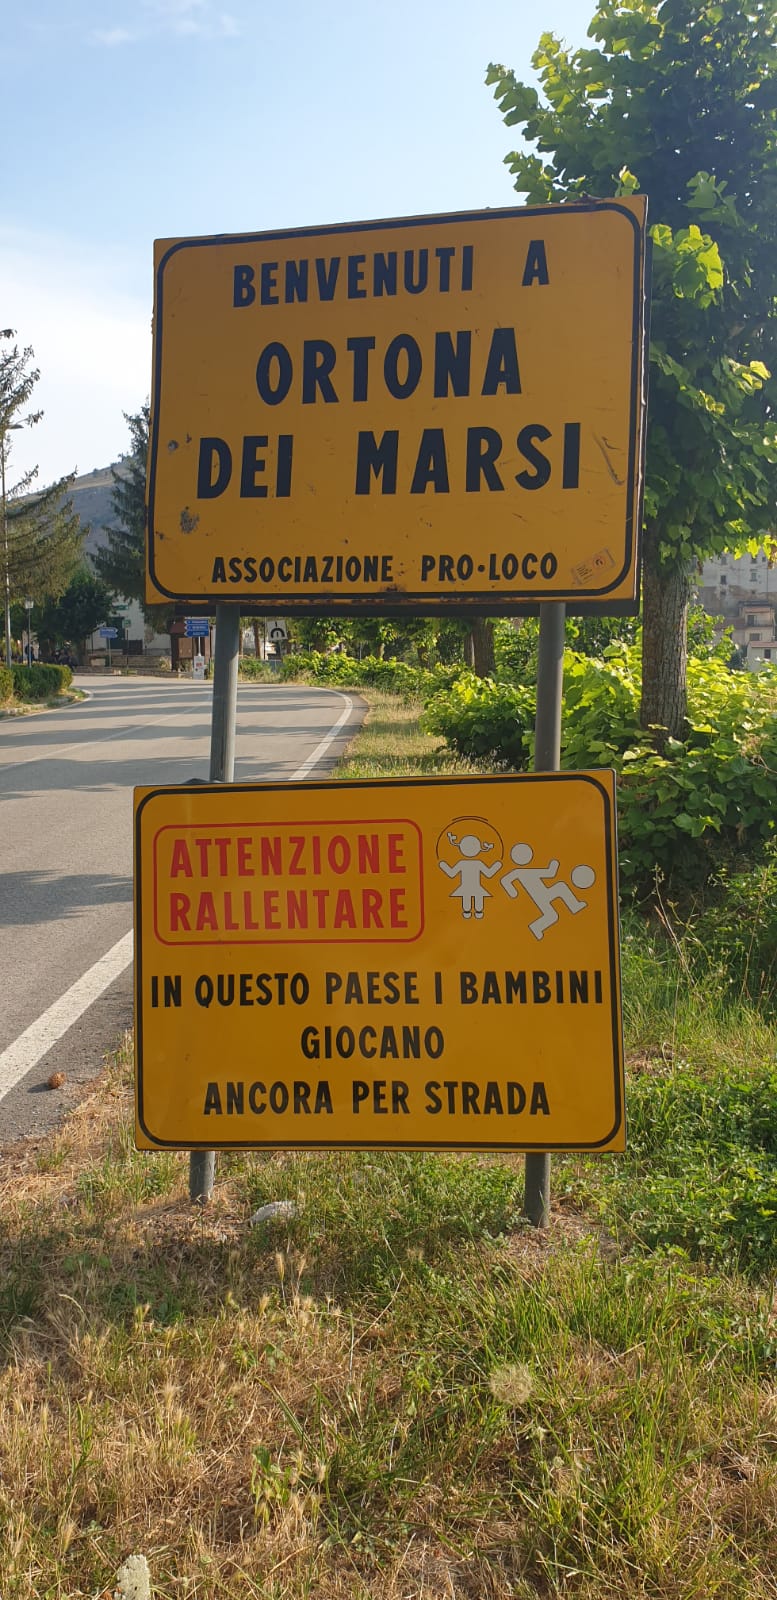 BENVENUTI A
ORTONA
DEI MARSI
ASSOCIAZIONE PRO•LOCO
ATTENZIONE
RALLENTARE
IN QUESTO PAESE I BAMBINI
GIOCANO
ANCORA PER STRADA